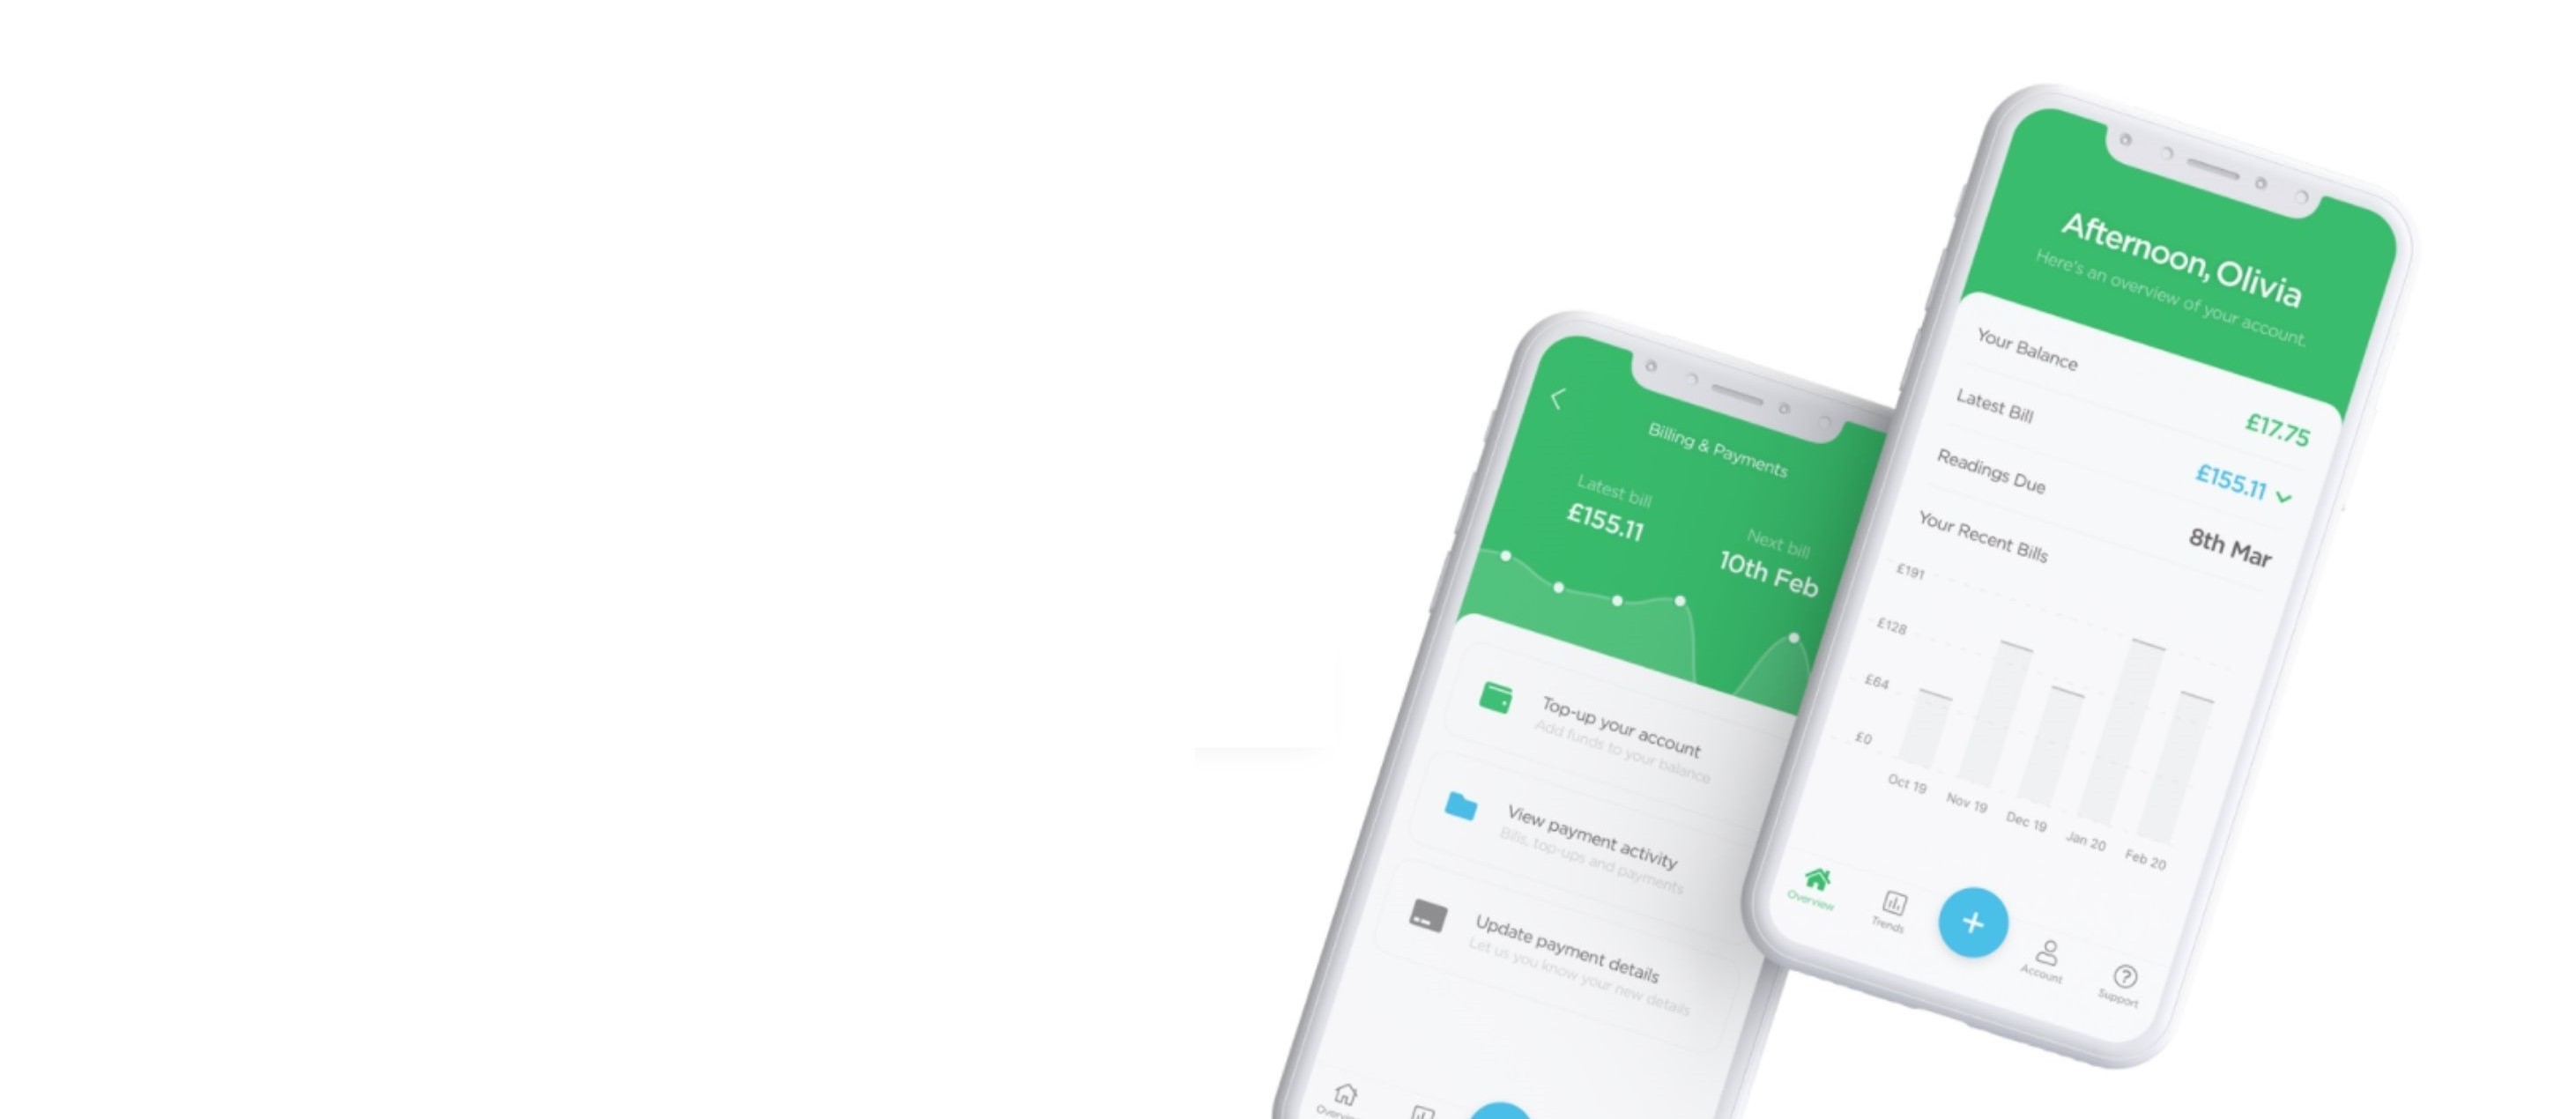 Billing & Payments
Latest bill
£155.11
Next bill
10th Feb
Top-up your account
Add funds to your balance
View payment activity
Bills, top-ups and payments
Update payment details
Let us you know your new details
Afternoon, Olivia
Here's an overview of your account.
Your Balance
£17.75
Latest Bill
£155.11
Readings Due
8th Mar
Your Recent Bills
£191
£128
£64
£0
Oct 19
Nov 19
Dec 19
Jan 20
Feb 20
Overview
Trends
Account
Support